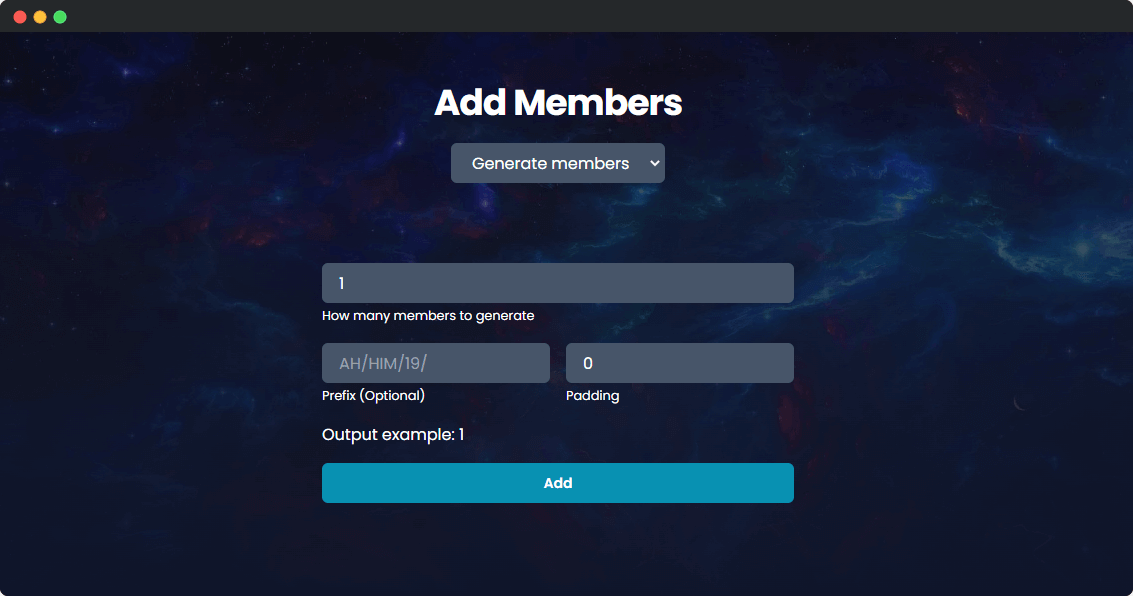 Add Members
Generate members
1
How many members to generate
AH/HIM/19/
0
Prefix (Optional)
Padding
Output example: 1
Add